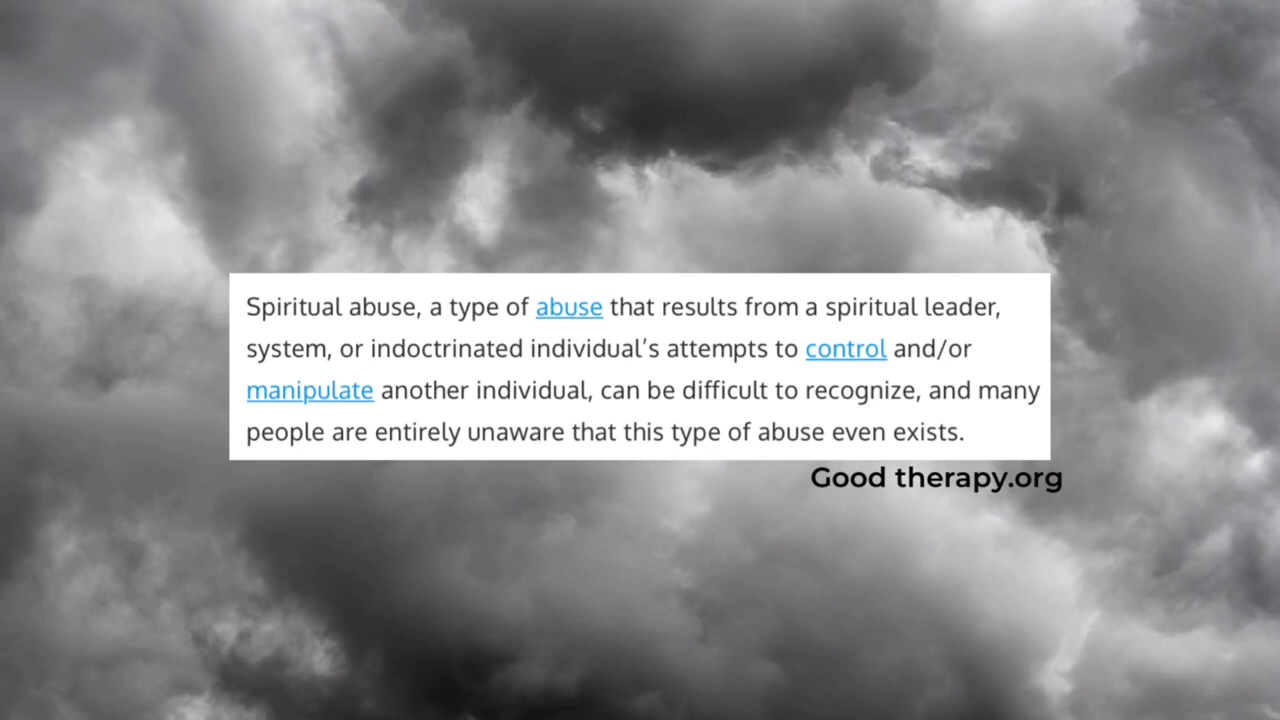 Spiritual abuse, a type of abuse that results from a spiritual leader,
system, or indoctrinated individual’s attempts to control and/or
manipulate another individual, can be difficult to recognize, and many
people are entirely unaware that this type of abuse even exists.
Good therapy.org